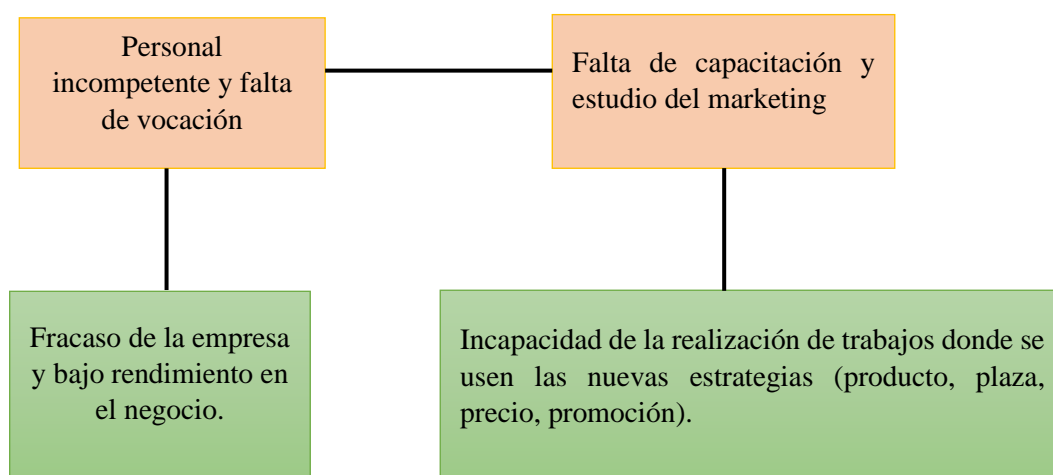 Personal
incompetente y falta
de vocación
Falta de capacitación y
estudio del marketing
Fracaso de la empresa
y bajo rendimiento en
el negocio.
Incapacidad de la realización de trabajos donde se
usen las nuevas estrategias (producto, plaza,
precio, promoción).